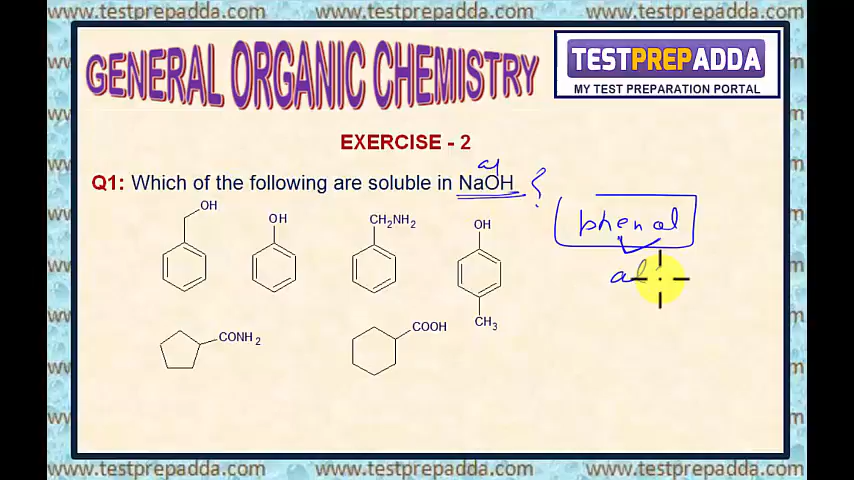 www.testprepadda.com www.testprepadda.com www.testprepadda.com
GENERAL ORGANIC CHEMISTRY
TESTPREPADDA
MY TEST PREPARATION PORTAL
EXERCISE - 2
aq
Q1: Which of the following are soluble in NaOH ?
OH
OH
CH2NH2
OH
phenol
al
CH3
CONH2
COOH
www.testprepadda.com www.testprepadda.com www.testprepadda.com